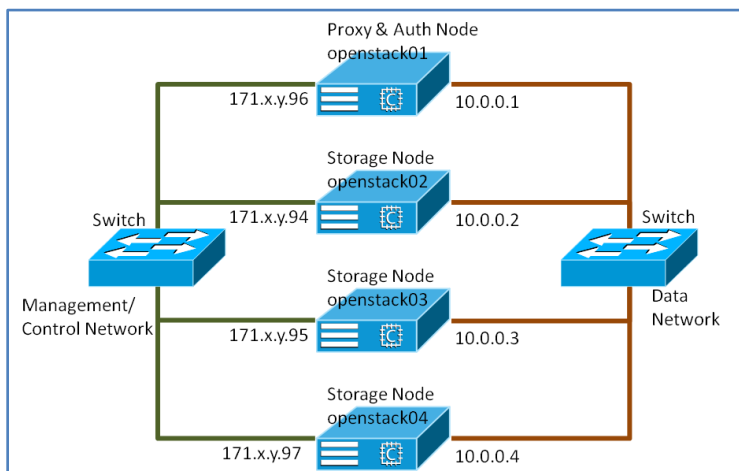 Proxy & Auth Node
openstack01
171.x.y.96
10.0.0.1
Storage Node
openstack02
171.x.y.94
10.0.0.2
Switch
Switch
Management/
Control Network
Data
Network
Storage Node
openstack03
171.x.y.95
10.0.0.3
Storage Node
openstack04
171.x.y.97
10.0.0.4